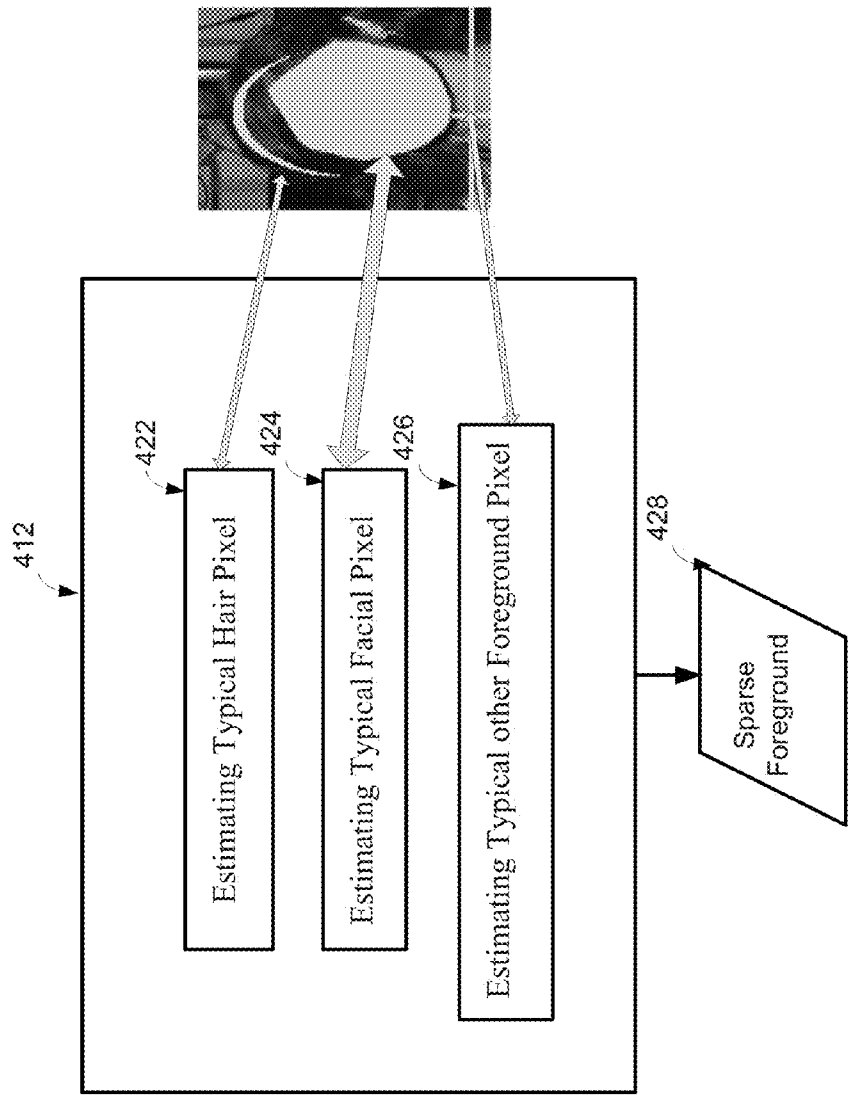 412
422
Estimating Typical Hair Pixel
424
Estimating Typical Facial Pixel
426
Estimating Typical other Foreground Pixel
428
Sparse
Foreground